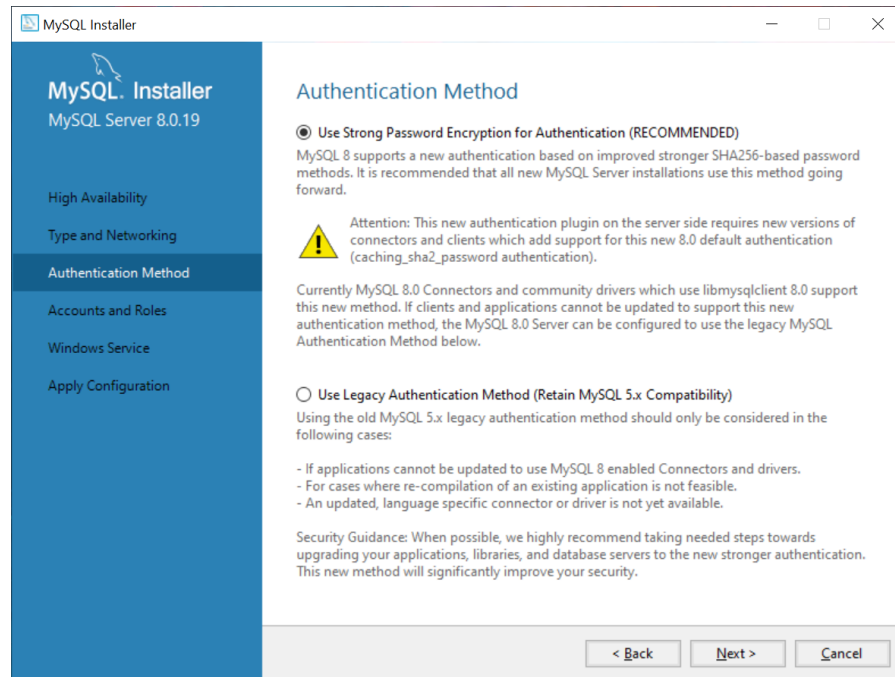 MySQL Installer
MySQL. Installer
MySQL Server 8.0.19
High Availability
Type and Networking
Authentication Method
Accounts and Roles
Windows Service
Apply Configuration
Authentication Method
Use Strong Password Encryption for Authentication (RECOMMENDED)
MySQL 8 supports a new authentication based on improved stronger SHA256-based password
methods. It is recommended that all new MySQL Server installations use this method going
forward.
Attention: This new authentication plugin on the server side requires new versions of
connectors and clients which add support for this new 8.0 default authentication
(caching_sha2_password authentication).
Currently MySQL 8.0 Connectors and community drivers which use libmysqlclient 8.0 support
this new method. If clients and applications cannot be updated to support this new
authentication method, the MySQL 8.0 Server can be configured to use the legacy MySQL
Authentication Method below.
Use Legacy Authentication Method (Retain MySQL 5.x Compatibility)
Using the old MySQL 5.x legacy authentication method should only be considered in the
following cases:
- If applications cannot be updated to use MySQL 8 enabled Connectors and drivers.
- For cases where re-compilation of an existing application is not feasible.
- An updated, language specific connector or driver is not yet available.
Security Guidance: When possible, we highly recommend taking needed steps towards
upgrading your applications, libraries, and database servers to the new stronger authentication.
This new method will significantly improve your security.
< Back
Next >
Cancel